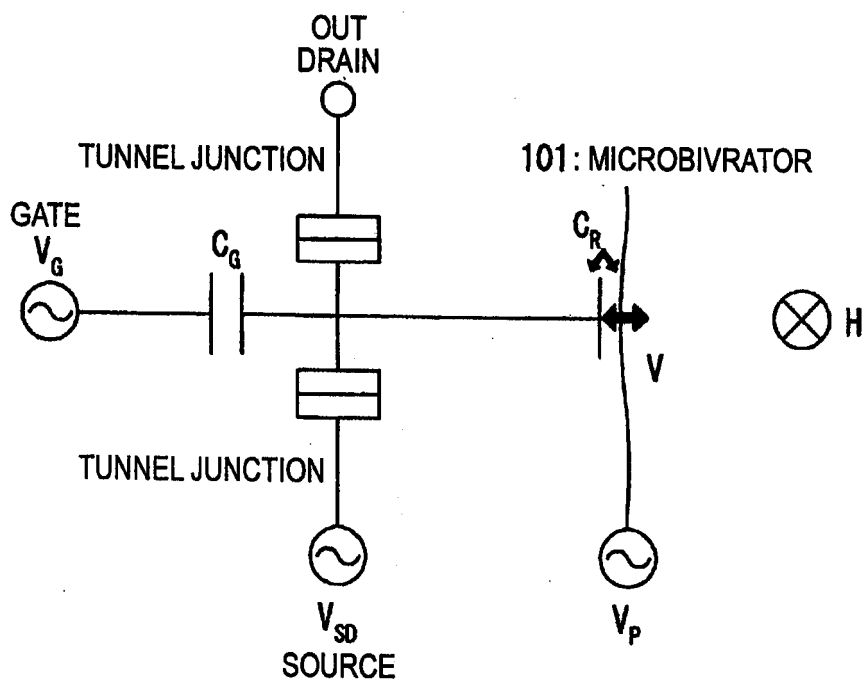 OUT
DRAIN
TUNNEL JUNCTION
101: MICROBIVRATOR
GATE
V_G
C_G
C_R
H
V
TUNNEL JUNCTION
V_SD
SOURCE
V_P